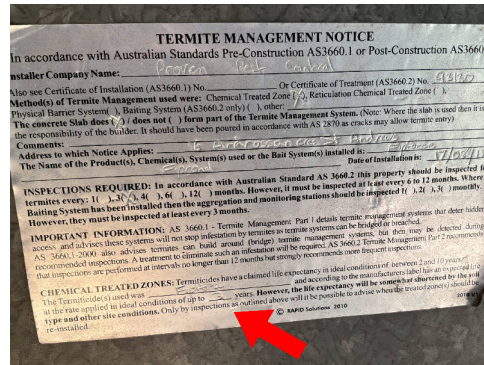 TERMITE MANAGEMENT NOTICE
In accordance with Australian Standards Pre-Construction AS3660.1 or Post-Construction AS3660
nstaller Company Name: Proven Pest Control
Also see Certificate of Installation (AS3660.1) No. Or Certificate of Treatment (AS3660.2) No.
Method(s) of Termite Management used were: Chemical Treated Zone ( ), Reticulation Chemical Treated Zone ( ),
Physical Barrier System( ), Baiting System (AS3660.2 only) ( ), other:
The concrete Slab does ( ) / does not ( ) form part of the Termite Management System. (Note: Where the slab is used then it is
the responsibility of the builder. It should have been poured in accordance with AS 2870 as cracks may allow termite entry)
Comments:
Address to which Notice Applies:
The Name of the Product(s), Chemical(s), System(s) used or the Bait System(s) installed is:
Date of Installation is:
INSPECTIONS REQUIRED: In accordance with Australian Standard AS 3660.2 this property should be inspected fo
termites every: 1( ), 3( ), 4( ), 6( ), 12( ) months. However, it must be inspected at least every 6 to 12 months. Where
Baiting System has been installed then the aggregation and monitoring stations should be inspected 1( ), 2( ), 3( ) monthly.
However, they must be inspected at least every 3 months.
IMPORTANT INFORMATION: AS 3660.1 - Termite Management Part 1 details termite management systems that deter hidden
access and advises these systems will not stop infestation by termites as termite systems can be bridged or breached.
AS 3660.1-2000 also advises termites can build around (bridge) termite management systems, but then may be detected during
recommended inspections. A treatment to eliminate such an infestation will be required. AS 3660.2 Termite Management Part 2 recommends
that inspections are performed at intervals no longer than 12 months but strongly recommends more frequent inspections.
CHEMICAL TREATED ZONES: Termiticides have a claimed life expectancy in ideal conditions of between 2 and 10 years.
The Termiticide(s) used was and according to the manufacturers label has an expected life
at the rate applied in ideal conditions of up to years. However, the life expectancy will be somewhat shortened by the soil
type and other site conditions. Only by inspections as outlined above will it be possible to advise when the treated zone(s) should be
re-installed.
© RAPID Solutions 2010